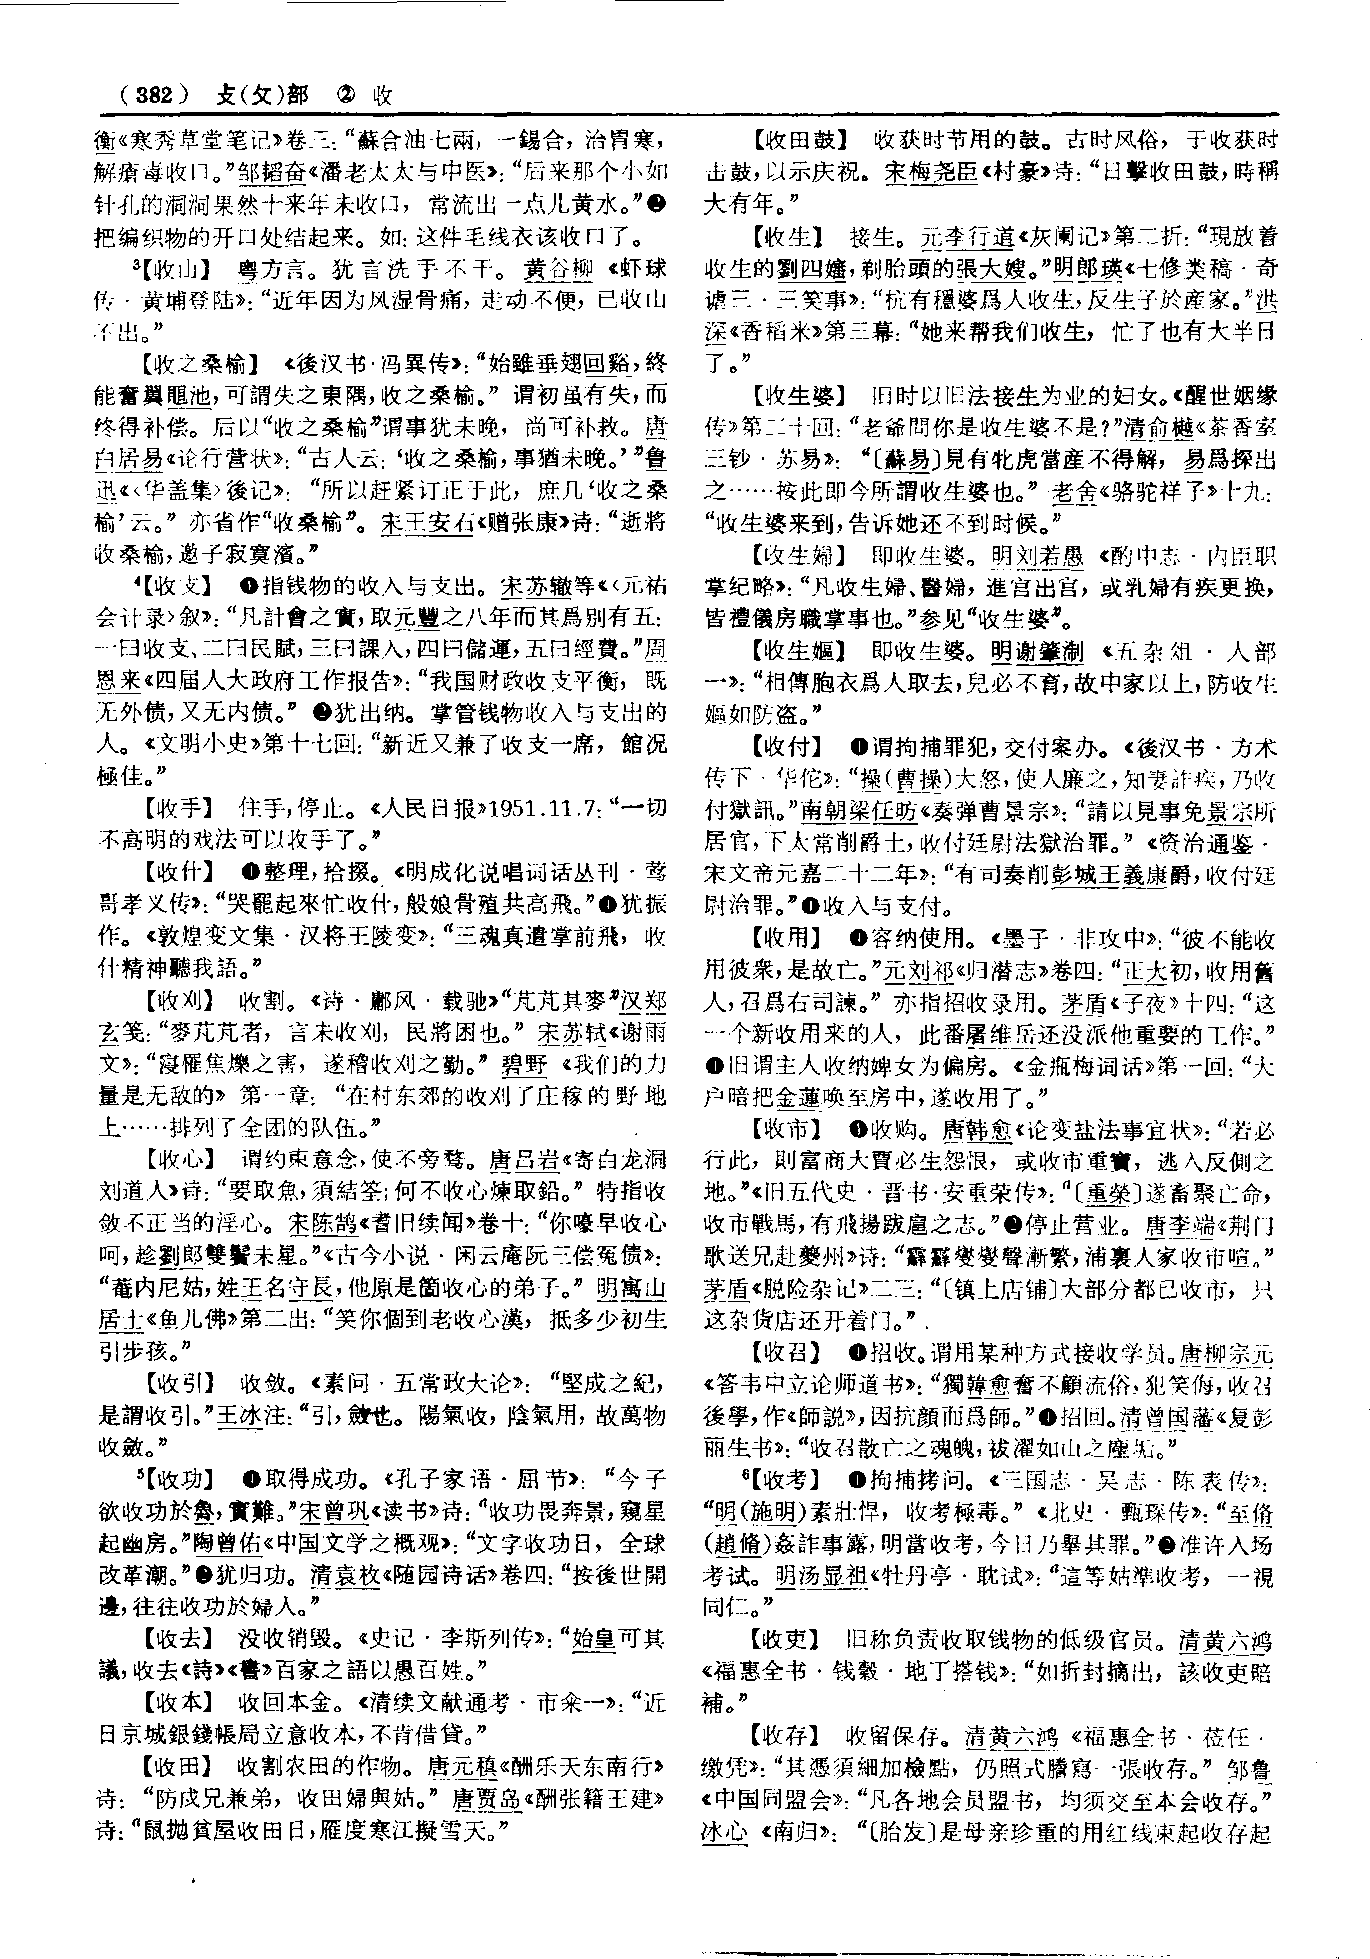 (382) 攴(攵)部 ② 收
衡《寒秀草堂笔记》卷三：“蘇合油七兩，一錫合，治胃寒，
解瘡毒收口。”邹韬奋《潘老太太与中医》：“后来那个小如
针孔的洞洞果然十来年未收口，常流出一点儿黄水。”❷
把编织物的开口处结起来。如：这件毛线衣该收口了。
³【收山】 粤方言。犹言洗手不干。黄谷柳《虾球
传·黄埔登陆》：“近年因为风湿骨痛，走动不便，已收山
不出。”
【收之桑榆】 《後汉书·冯異传》：“始雖垂翅回谿，終
能奮翼黽池，可謂失之東隅，收之桑榆。”谓初虽有失，而
终得补偿。后以“收之桑榆”谓事犹未晚，尚可补救。唐
白居易《论行营状》：“古人云：‘收之桑榆，事猶未晚。’”鲁
迅《〈华盖集〉後记》：“所以赶紧订正于此，庶几‘收之桑
榆’云。”亦省作“收桑榆”。宋王安石《赠张康》诗：“逝將
收桑榆，邀子寂寞濱。”
⁴【收支】 ❶指钱物的收入与支出。宋苏辙等《〈元祐
会计录〉叙》：“凡計會之實，取元豐之八年而其爲別有五：
一曰收支、二曰民賦，三曰課入，四曰儲運，五曰經費。”周
恩来《四届人大政府工作报告》：“我国财政收支平衡，既
无外债，又无内债。”❷犹出纳。掌管钱物收入与支出的
人。《文明小史》第十七回：“新近又兼了收支一席，館况
極佳。”
【收手】 住手，停止。《人民日报》1951.11.7：“一切
不高明的戏法可以收手了。”
【收什】 ❶整理，拾掇。《明成化说唱词话丛刊·莺
哥孝义传》：“哭罷起來忙收什，般娘骨殖共高飛。”❶犹振
作。《敦煌变文集·汉将王陵变》：“三魂真遣掌前飛，收
什精神聽我語。”
【收刈】 收割。《诗·鄘风·载驰》“芃芃其麥”汉郑
玄笺：“麥芃芃者，言未收刈，民將困也。”宋苏轼《谢雨
文》：“寖罹焦爍之害，遂稽收刈之勤。”碧野《我们的力
量是无敌的》第一章：“在村东郊的收刈了庄稼的野地
上……排列了全团的队伍。”
【收心】 谓约束意念，使不旁骛。唐吕岩《寄白龙洞
刘道人》诗：“要取魚，須結筌；何不收心煉取鉛。”特指收
敛不正当的淫心。宋陈鹄《耆旧续闻》卷十：“你嚎早收心
呵，趁劉郎雙鬢未星。”《古今小说·闲云庵阮三偿冤债》：
“菴内尼姑，姓王名守長，他原是箇收心的弟子。”明寓山
居士《鱼儿佛》第二出：“笑你個到老收心漢，抵多少初生
引步孩。”
【收引】 收敛。《素问·五常政大论》：“堅成之紀，
是謂收引。”王冰注：“引，斂也。陽氣收，陰氣用，故萬物
收斂。”
⁵【收功】 ❶取得成功。《孔子家语·屈节》：“今子
欲收功於魯，實難。”宋曾巩《读书》诗：“收功畏奔景，窺星
起幽房。”陶曾佑《中国文学之概观》：“文字收功日，全球
改革潮。”❷犹归功。清袁枚《随园诗话》卷四：“按後世開
邊，往往收功於婦人。”
【收去】 没收销毁。《史记·李斯列传》：“始皇可其
議，收去《詩》《書》百家之語以愚百姓。”
【收本】 收回本金。《清续文献通考·市籴一》：“近
日京城銀錢帳局立意收本，不肯借貸。”
【收田】 收割农田的作物。唐元稹《酬乐天东南行》
诗：“防戍兄兼弟，收田婦與姑。”唐贾岛《酬张籍王建》
诗：“鼠抛貧屋收田日，雁度寒江擬雪天。”
【收田鼓】 收获时节用的鼓。古时风俗，于收获时
击鼓，以示庆祝。宋梅尧臣《村豪》诗：“日擊收田鼓，時稱
大有年。”
【收生】 接生。元李行道《灰阑记》第二折：“現放着
收生的劉四嬸，剃胎頭的張大嫂。”明郎瑛《七修类稿·奇
谑三·三笑事》：“杭有穩婆爲人收生，反生子於産家。”洪
深《香稻米》第三幕：“她来帮我们收生，忙了也有大半日
了。”
【收生婆】 旧时以旧法接生为业的妇女。《醒世姻缘
传》第二十回：“老爺問你是收生婆不是？”清俞樾《茶香室
三钞·苏易》：“〔蘇易〕見有牝虎當産不得解，易爲探出
之……按此即今所謂收生婆也。”老舍《骆驼祥子》十九：
“收生婆来到，告诉她还不到时候。”
【收生婦】 即收生婆。明刘若愚《酌中志·内臣职
掌纪略》：“凡收生婦、醫婦，進宫出宫，或乳婦有疾更换，
皆禮儀房職掌事也。”参见“收生婆”。
【收生嫗】 即收生婆。明谢肇淛《五杂俎·人部
一》：“相傳胞衣爲人取去，兒必不育，故中家以上，防收生
嫗如防盗。”
【收付】 ❶谓拘捕罪犯，交付案办。《後汉书·方术
传下·华佗》：“操(曹操)大怒，使人廉之，知妻詐疾，乃收
付獄訊。”南朝梁任昉《奏弹曹景宗》：“請以見事免景宗所
居官，下太常削爵士，收付廷尉法獄治罪。”《资治通鉴·
宋文帝元嘉二十二年》：“有司奏削彭城王義康爵，收付廷
尉治罪。”❶收入与支付。
【收用】 ❶容纳使用。《墨子·非攻中》：“彼不能收
用彼衆，是故亡。”元刘祁《归潜志》卷四：“正大初，收用舊
人，召爲右司諫。”亦指招收录用。茅盾《子夜》十四：“这
一个新收用来的人，此番屠维岳还没派他重要的工作。”
❶旧谓主人收纳婢女为偏房。《金瓶梅词话》第一回：“大
户暗把金蓮唤至房中，遂收用了。”
【收市】 ❶收购。唐韩愈《论变盐法事宜状》：“若必
行此，則富商大賈必生怨恨，或收市重寶，逃入反側之
地。”《旧五代史·晋书·安重荣传》：“〔重榮〕遂畜聚亡命，
收市戰馬，有飛揚跋扈之志。”❷停止营业。唐李端《荆门
歌送兄赴夔州》诗：“霹靂燮燮聲漸繁，浦裏人家收市喧。”
茅盾《脱险杂记》二三：“〔镇上店铺〕大部分都已收市，只
这杂货店还开着门。”
【收召】 ❶招收。谓用某种方式接收学员。唐柳宗元
《答韦中立论师道书》：“獨韓愈奮不顧流俗，犯笑侮，收召
後學，作《師説》，因抗顔而爲師。”❶招回。清曾国藩《复彭
丽生书》：“收召散亡之魂魄，祓濯如山之塵垢。”
⁶【收考】 ❶拘捕拷问。《三国志·吴志·陈表传》：
“明(施明)素壯悍，收考極毒。”《北史·甄琛传》：“至脩
(趙脩)姦詐事露，明當收考，今日乃舉其罪。”❷准许入场
考试。明汤显祖《牡丹亭·耽试》：“這等姑準收考，一視
同仁。”
【收吏】 旧称负责收取钱物的低级官员。清黄六鸿
《福惠全书·钱穀·地丁搭钱》：“如折封摘出，該收吏賠
補。”
【收存】 收留保存。清黄六鸿《福惠全书·莅任·
缴凭》：“其憑須細加檢點，仍照式謄寫一張收存。”邹鲁
《中国同盟会》：“凡各地会员盟书，均须交至本会收存。”
冰心《南归》：“〔胎发〕是母亲珍重的用红线束起收存起